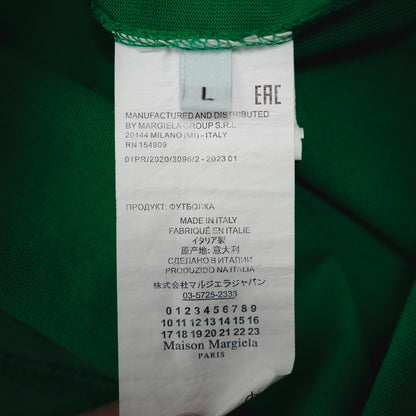 L
EAC
MANUFACTURED AND DISTRIBUTED
BY MARGIELA GROUP S.R.L
20144 MILANO (MI) - ITALY
RN 154909
01PR/2020/3096/2 - 2023 01
ПРОДУКТ: ФУТБОЛКА
MADE IN ITALY
FABRIQUÉ EN ITALIE
イタリア製
原产地: 意大利
СДЕЛАНО В ИТАЛИИ
PRODUZIDO NA ITALIA
株式会社 マルジェラジャパン
03-5725-2333
0 1 2 3 4 5 6 7 8 9
10 11 12 13 14 15 16
17 18 19 20 21 22 23
Maison Margiela
PARIS